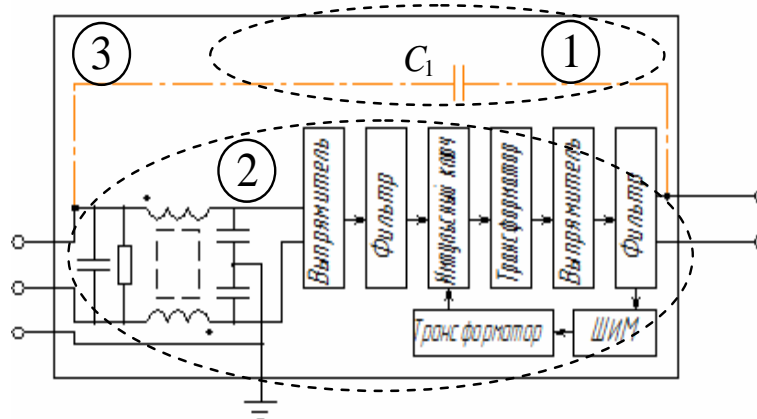 3
C₁
1
2
Выпрямитель
Фильтр
Импульсный ключ
Трансформатор
Выпрямитель
Фильтр
Трансформатор
ШИМ